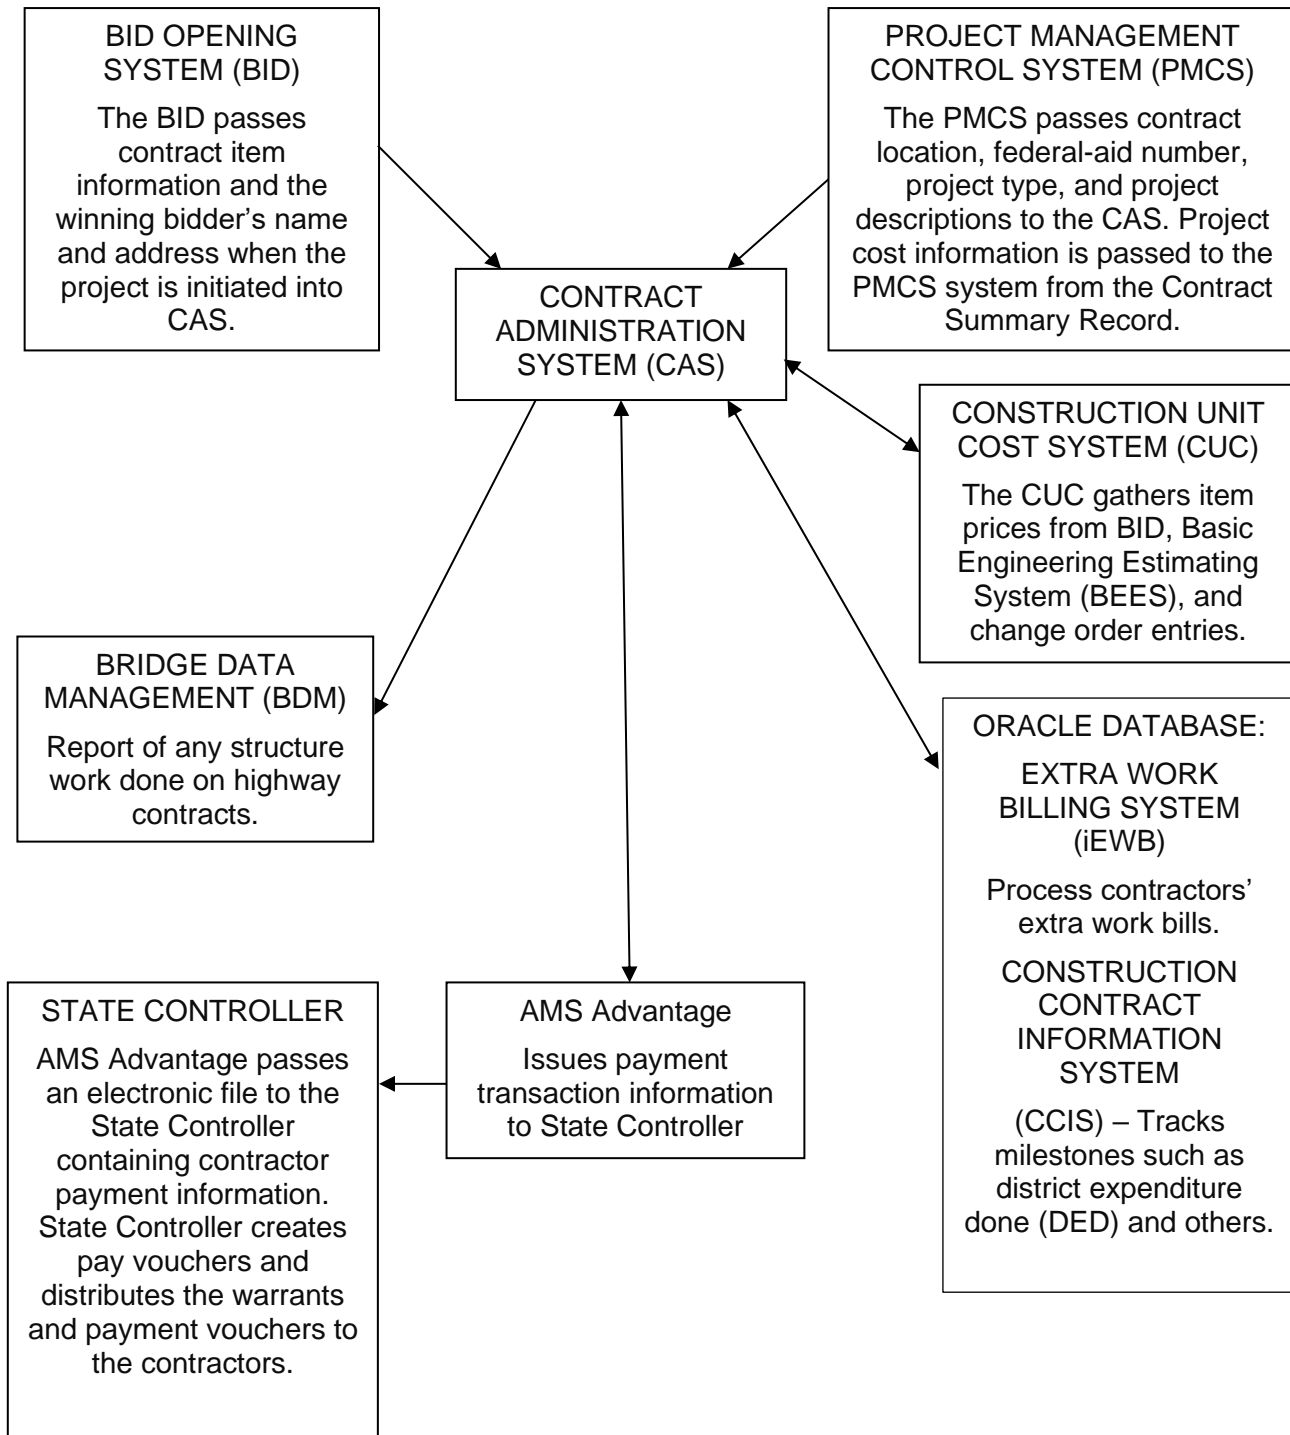 BID OPENING
SYSTEM (BID)
The BID passes
contract item
information and the
winning bidder’s name
and address when the
project is initiated into
CAS.
PROJECT MANAGEMENT
CONTROL SYSTEM (PMCS)
The PMCS passes contract
location, federal-aid number,
project type, and project
descriptions to the CAS. Project
cost information is passed to the
PMCS system from the Contract
Summary Record.
CONTRACT
ADMINISTRATION
SYSTEM (CAS)
CONSTRUCTION UNIT
COST SYSTEM (CUC)
The CUC gathers item
prices from BID, Basic
Engineering Estimating
System (BEES), and
change order entries.
BRIDGE DATA
MANAGEMENT (BDM)
Report of any structure
work done on highway
contracts.
ORACLE DATABASE:
EXTRA WORK
BILLING SYSTEM
(iEWB)
Process contractors’
extra work bills.
CONSTRUCTION
CONTRACT
INFORMATION
SYSTEM
(CCIS) – Tracks
milestones such as
district expenditure
done (DED) and others.
STATE CONTROLLER
AMS Advantage passes
an electronic file to the
State Controller
containing contractor
payment information.
State Controller creates
pay vouchers and
distributes the warrants
and payment vouchers to
the contractors.
AMS Advantage
Issues payment
transaction information
to State Controller